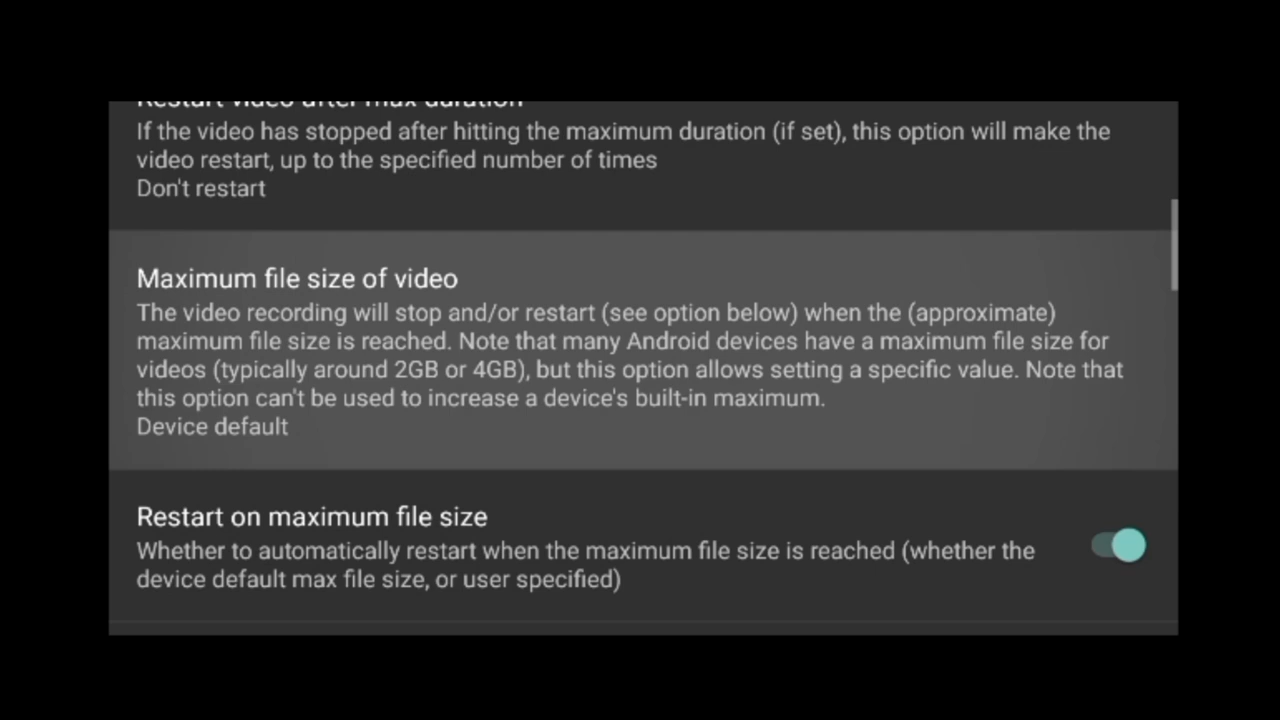 Restart video after max duration
If the video has stopped after hitting the maximum duration (if set), this option will make the
video restart, up to the specified number of times
Don't restart
Maximum file size of video
The video recording will stop and/or restart (see option below) when the (approximate)
maximum file size is reached. Note that many Android devices have a maximum file size for
videos (typically around 2GB or 4GB), but this option allows setting a specific value. Note that
this option can't be used to increase a device's built-in maximum.
Device default
Restart on maximum file size
Whether to automatically restart when the maximum file size is reached (whether the
device default max file size, or user specified)